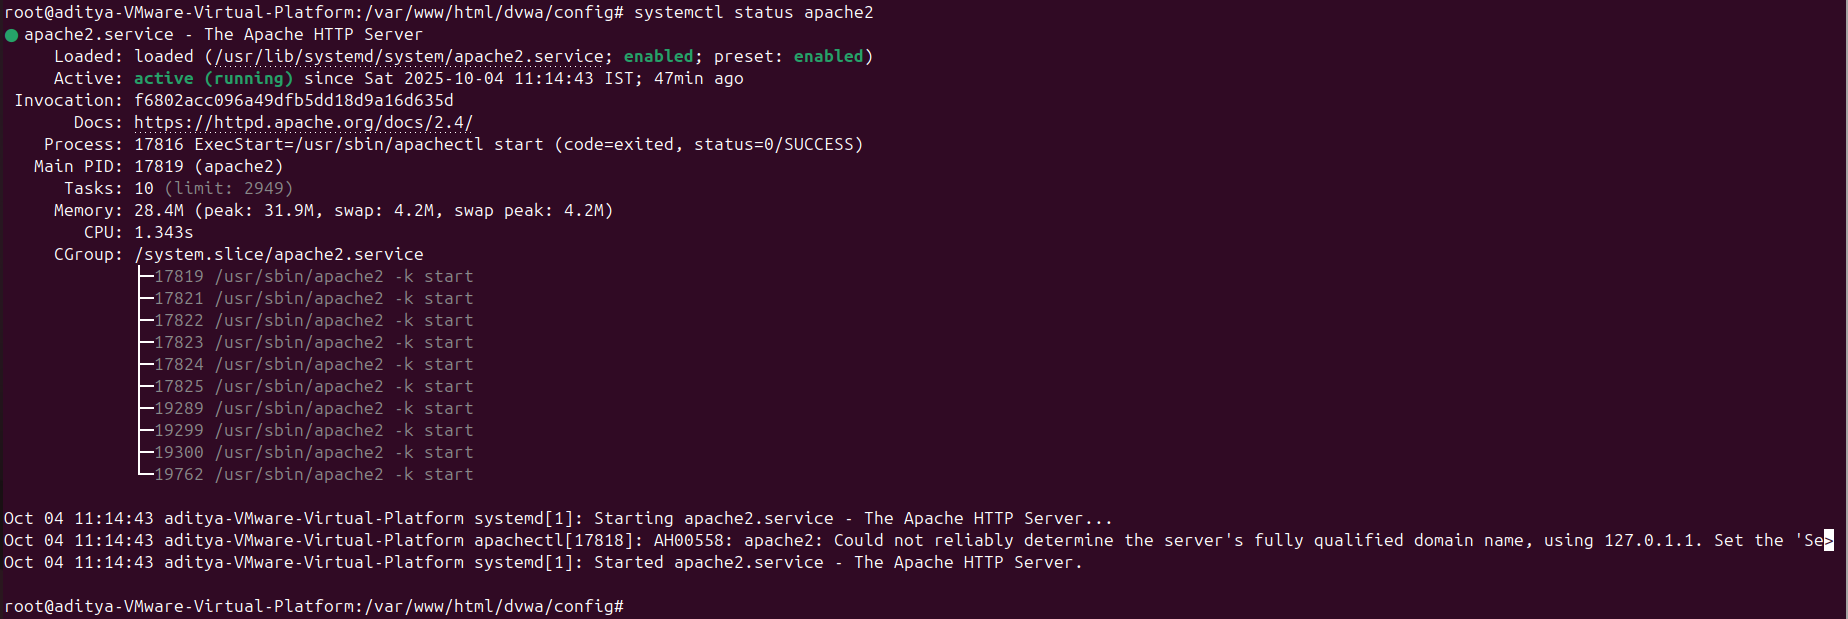 root@aditya-VMware-Virtual-Platform:/var/www/html/dvwa/config# systemctl status apache2
● apache2.service - The Apache HTTP Server
     Loaded: loaded (/usr/lib/systemd/system/apache2.service; enabled; preset: enabled)
     Active: active (running) since Sat 2025-10-04 11:14:43 IST; 47min ago
 Invocation: f6802acc096a49dfb5dd18d9a16d635d
       Docs: https://httpd.apache.org/docs/2.4/
    Process: 17816 ExecStart=/usr/sbin/apachectl start (code=exited, status=0/SUCCESS)
   Main PID: 17819 (apache2)
      Tasks: 10 (limit: 2949)
     Memory: 28.4M (peak: 31.9M, swap: 4.2M, swap peak: 4.2M)
        CPU: 1.343s
     CGroup: /system.slice/apache2.service
             ├─17819 /usr/sbin/apache2 -k start
             ├─17821 /usr/sbin/apache2 -k start
             ├─17822 /usr/sbin/apache2 -k start
             ├─17823 /usr/sbin/apache2 -k start
             ├─17824 /usr/sbin/apache2 -k start
             ├─17825 /usr/sbin/apache2 -k start
             ├─19289 /usr/sbin/apache2 -k start
             ├─19299 /usr/sbin/apache2 -k start
             ├─19300 /usr/sbin/apache2 -k start
             └─19762 /usr/sbin/apache2 -k start
Oct 04 11:14:43 aditya-VMware-Virtual-Platform systemd[1]: Starting apache2.service - The Apache HTTP Server...
Oct 04 11:14:43 aditya-VMware-Virtual-Platform apachectl[17818]: AH00558: apache2: Could not reliably determine the server's fully qualified domain name, using 127.0.1.1. Set the 'Se>
Oct 04 11:14:43 aditya-VMware-Virtual-Platform systemd[1]: Started apache2.service - The Apache HTTP Server.
root@aditya-VMware-Virtual-Platform:/var/www/html/dvwa/config#